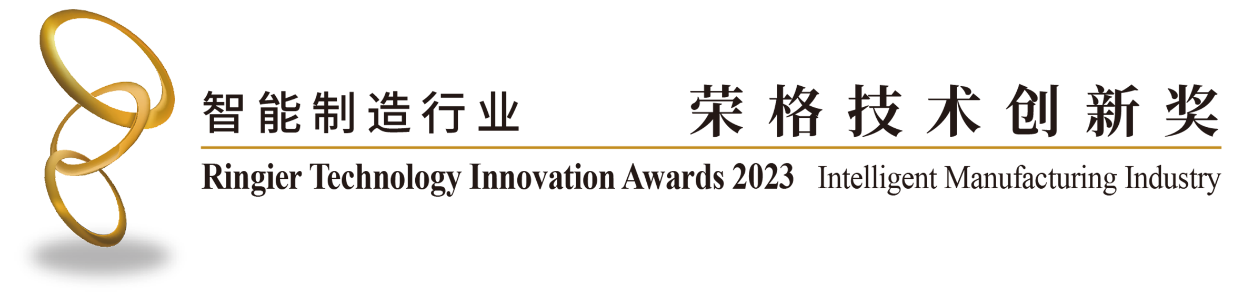 智能制造行业 荣格技术创新奖
Ringier Technology Innovation Awards 2023 Intelligent Manufacturing Industry